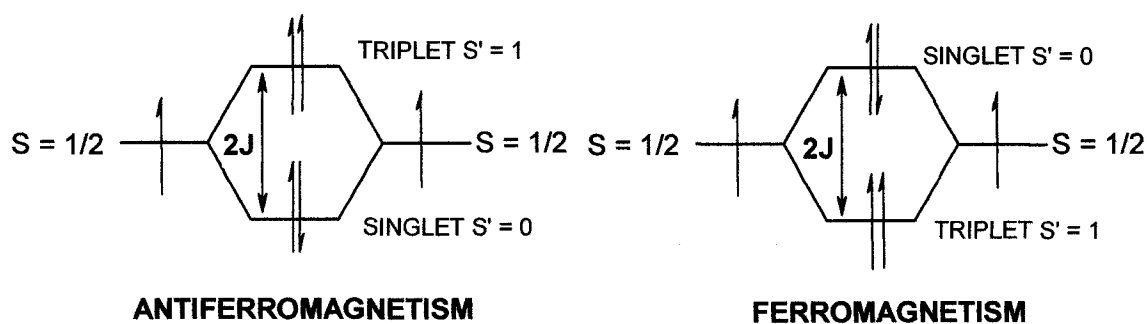 TRIPLET S' = 1
S = 1/2
2J
S = 1/2
SINGLET S' = 0
ANTIFERROMAGNETISM
SINGLET S' = 0
S = 1/2
2J
S = 1/2
TRIPLET S' = 1
FERROMAGNETISM